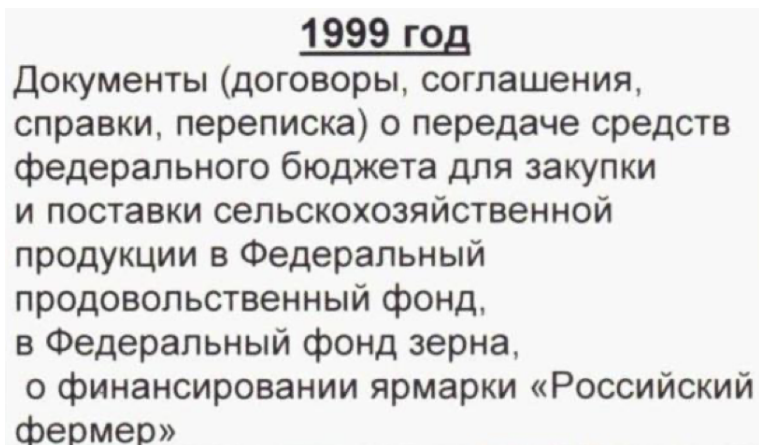 1999 год
Документы (договоры, соглашения,
справки, переписка) о передаче средств
федерального бюджета для закупки
и поставки сельскохозяйственной
продукции в Федеральный
продовольственный фонд,
в Федеральный фонд зерна,
о финансировании ярмарки «Российский
фермер»